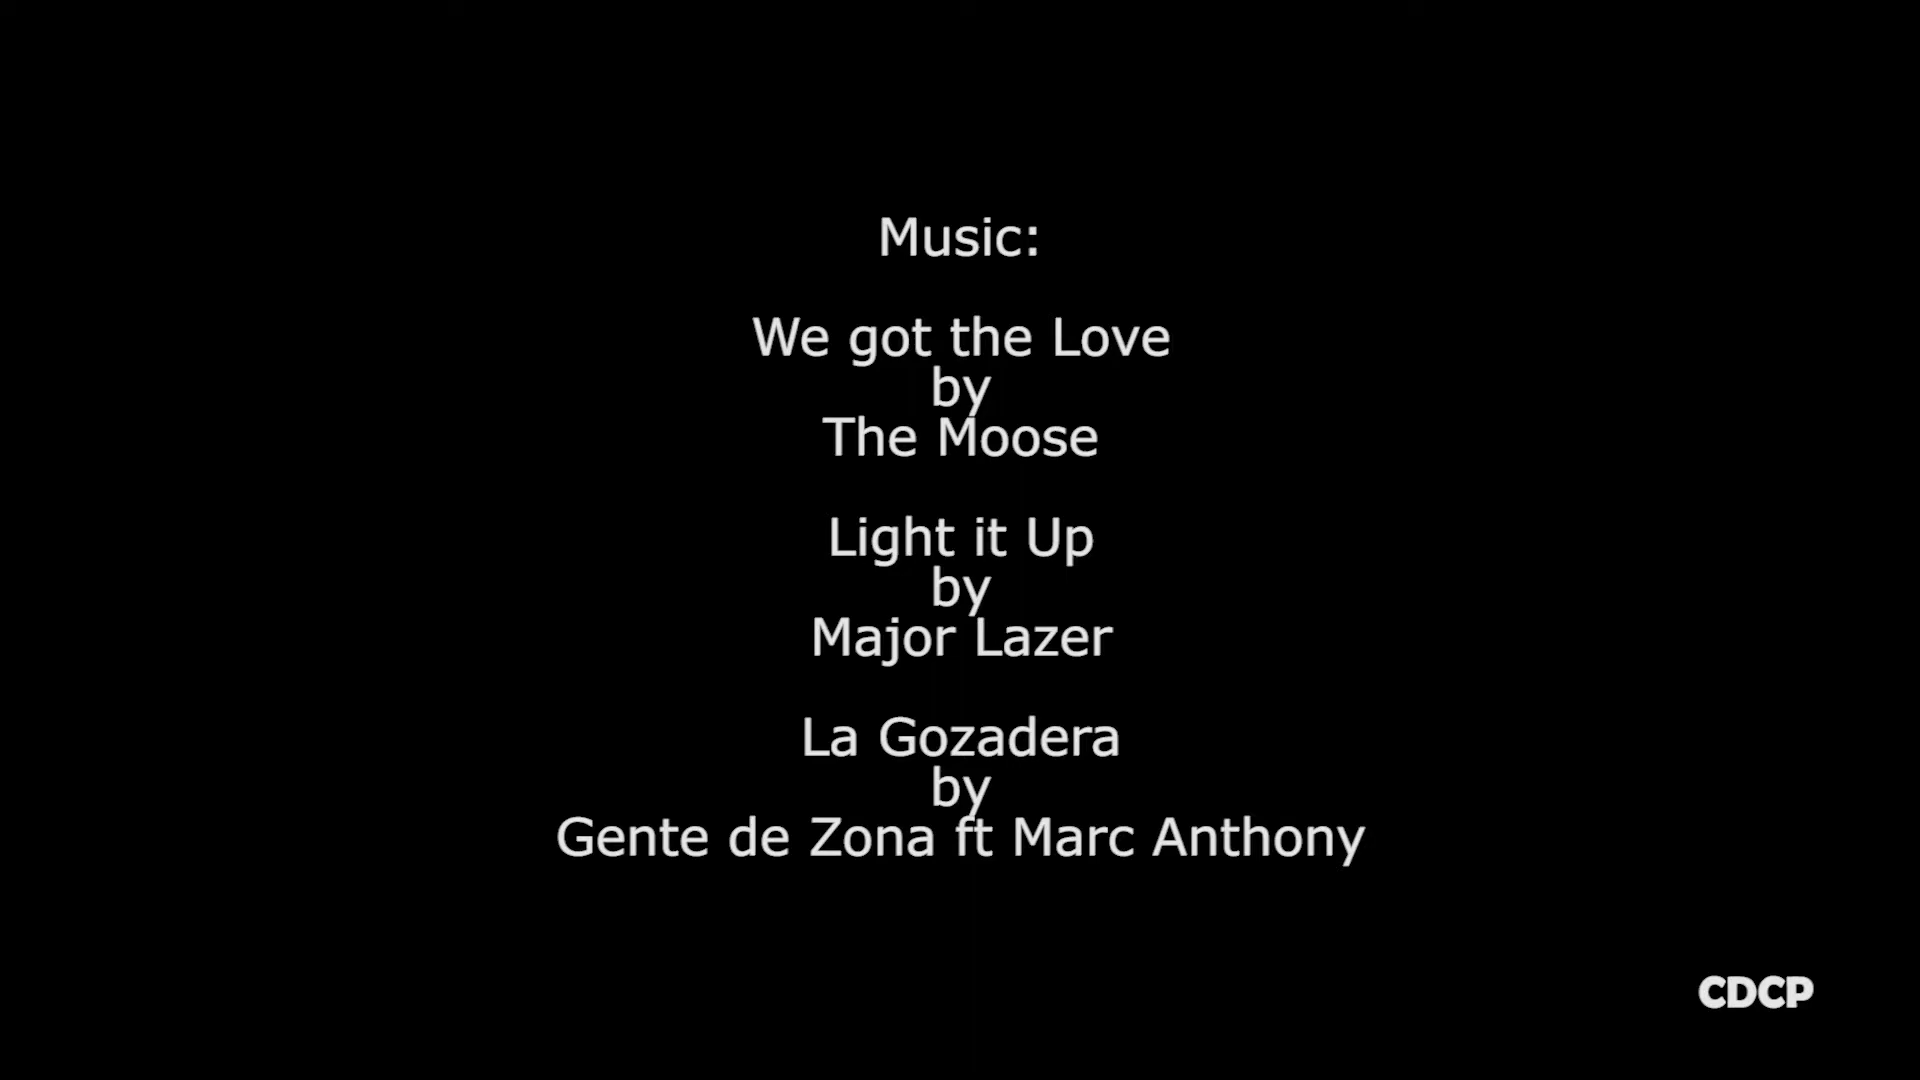 Music:
We got the Love
by
The Moose
Light it Up
by
Major Lazer
La Gozadera
by
Gente de Zona ft Marc Anthony
CDCP